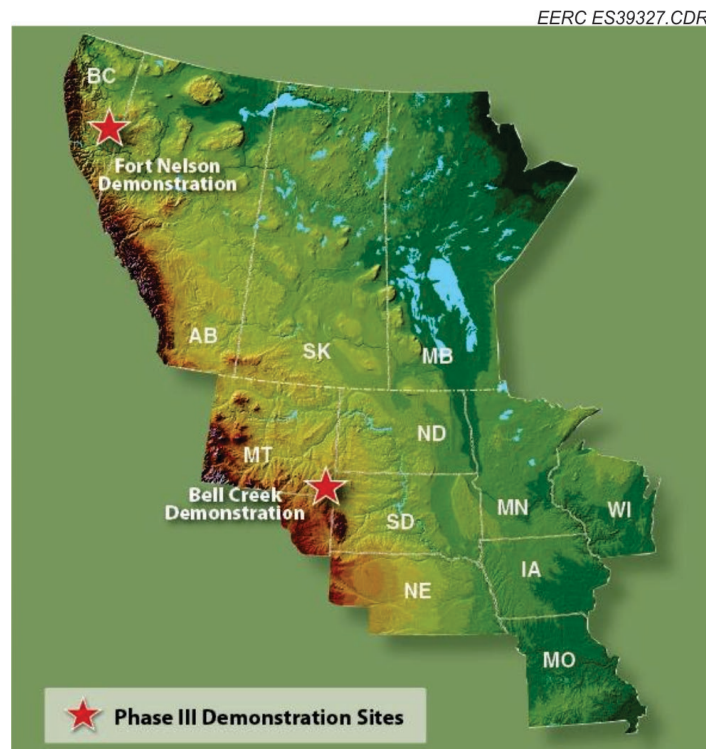 EERC ES39327.CDR
BC
Fort Nelson
Demonstration
AB
SK
MB
ND
MT
Bell Creek
Demonstration
SD
MN
WI
IA
NE
MO
Phase III Demonstration Sites